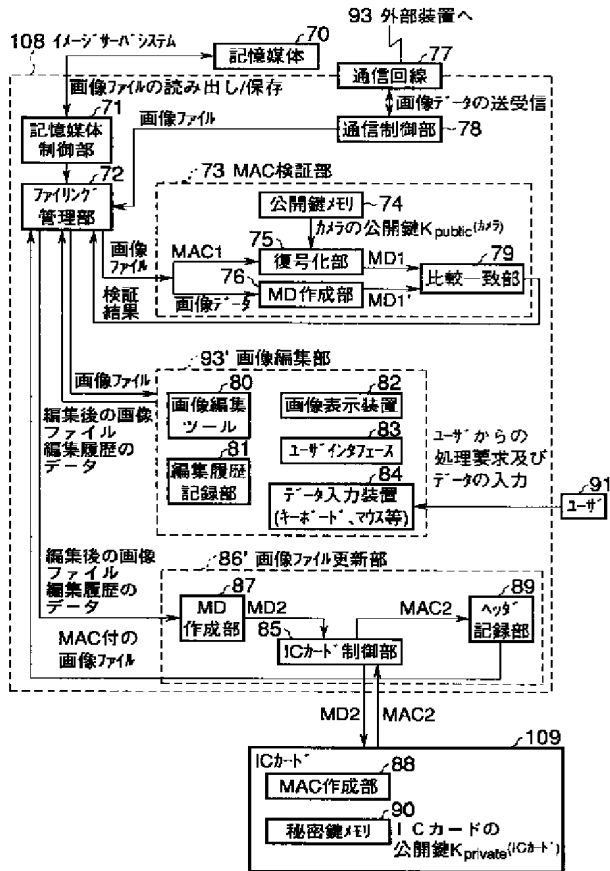 93 外部装置へ
108 イメージサーバシステム
70
記憶媒体
77
通信回線
画像ファイルの読み出し/保存
71
画像ファイル
画像データの送受信
記憶媒体
制御部
通信制御部
78
72
ファイリング
管理部
73 MAC検証部
公開鍵メモリ
74
カメラの公開鍵Kpublic(カメラ)
画像
ファイル
MAC1
75
復号化部
MD1
79
比較一致部
検証
結果
画像データ
76
MD作成部
MD1'
93' 画像編集部
画像ファイル
80
画像編集
ツール
82
画像表示装置
編集後の画像
ファイル
編集履歴の
データ
81
編集履歴
記録部
83
ユーザインタフェース
84
データ入力装置
(キーボード、マウス等)
ユーザからの
処理要求及び
データの入力
91
ユーザ
編集後の画像
ファイル
編集履歴の
データ
86' 画像ファイル更新部
87
MD
作成部
MD2
85
ICカード制御部
MAC2
89
ヘッダ
記録部
MAC付の
画像ファイル
MD2
MAC2
109
ICカード
88
MAC作成部
90
秘密鍵メモリ
ICカードの
公開鍵Kprivate(ICカード)